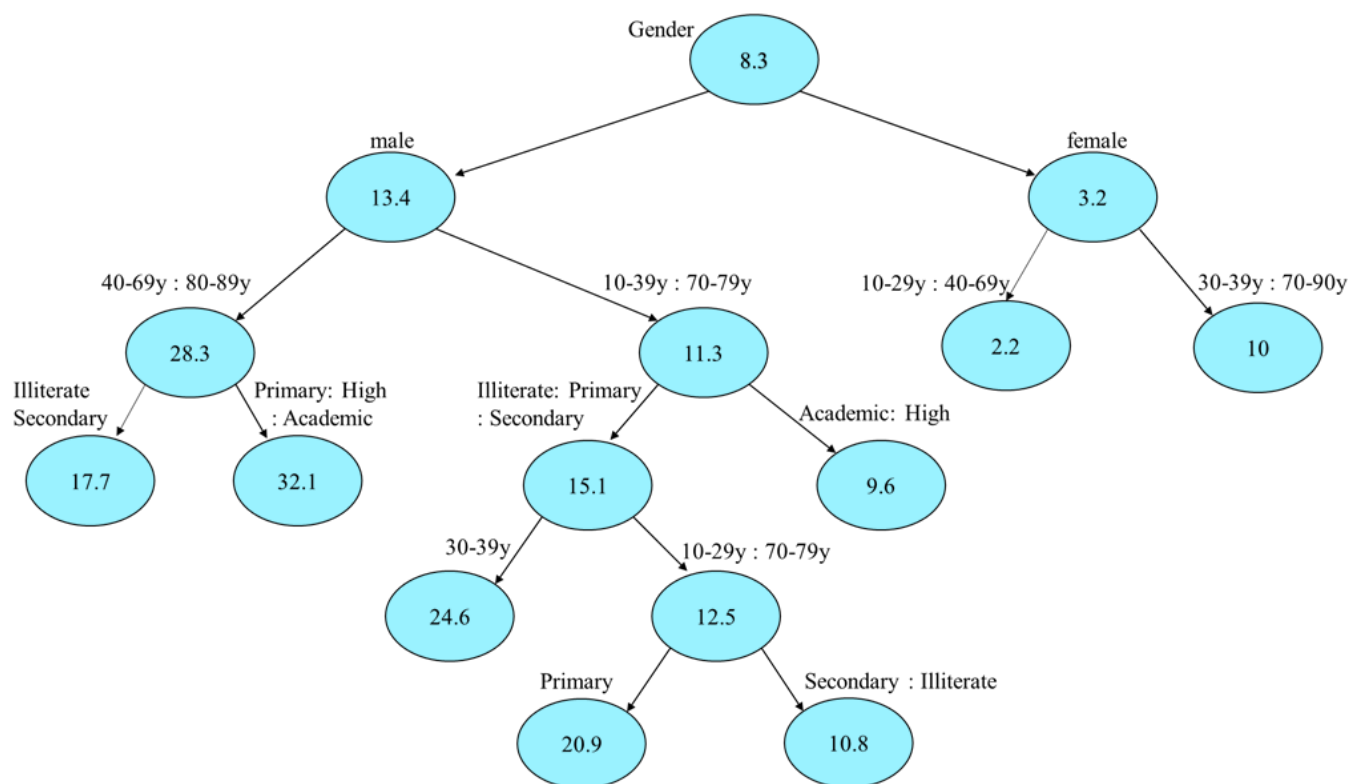 Gender
8.3
male
female
13.4
3.2
40-69y : 80-89y
10-39y : 70-79y
10-29y : 40-69y
30-39y : 70-90y
28.3
11.3
2.2
10
Illiterate
Secondary
Primary: High
: Academic
Illiterate: Primary
: Secondary
Academic: High
17.7
32.1
15.1
9.6
30-39y
10-29y : 70-79y
24.6
12.5
Primary
Secondary : Illiterate
20.9
10.8